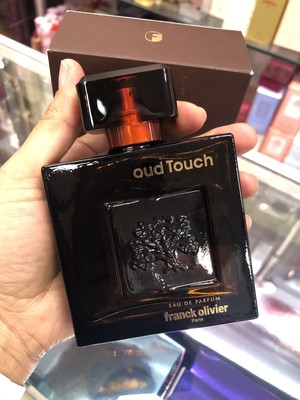 oud Touch
EAU DE PARFUM
franck olivier
Paris